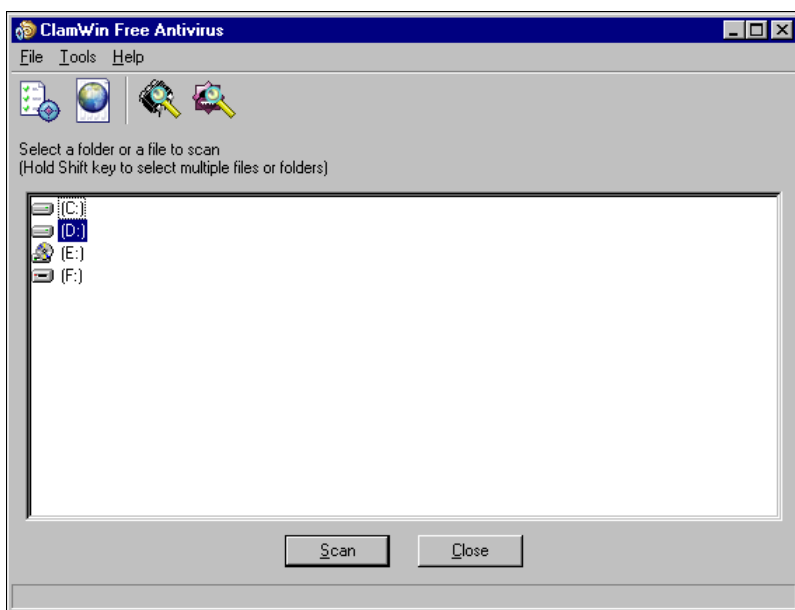 ClamWin Free Antivirus
File Tools Help
Select a folder or a file to scan
(Hold Shift key to select multiple files or folders)
(C:)
(D:)
(E:)
(F:)
Scan Close